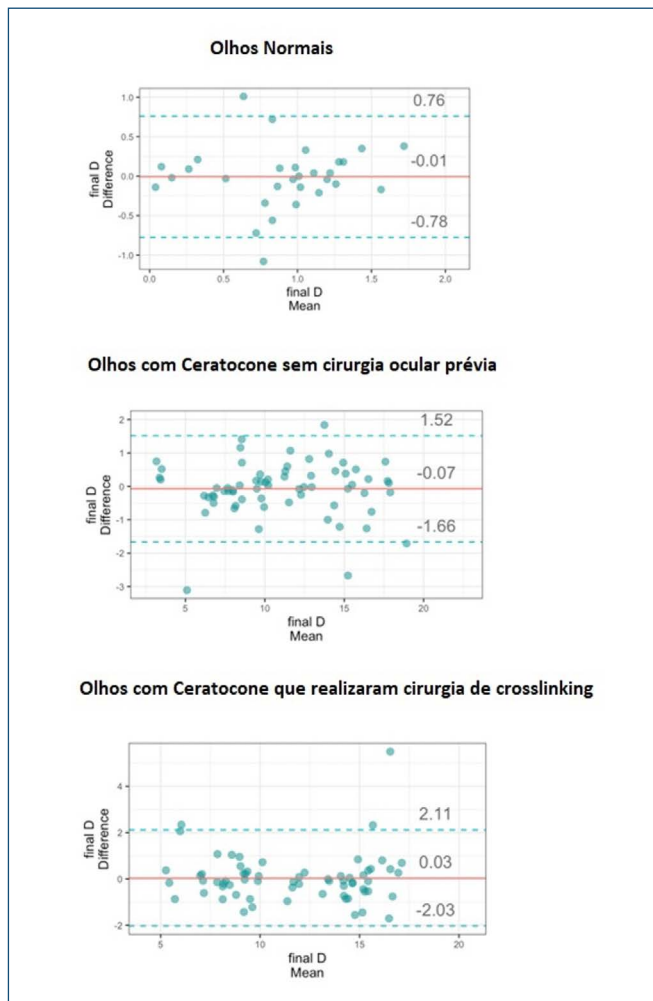 Olhos Normais
1.0
0.5
0.0
-0.5
-1.0
final D
Difference
0.76
-0.01
-0.78
0.0
0.5
1.0
1.5
2.0
final D
Mean
Olhos com Ceratocone sem cirurgia ocular prévia
2
1
0
-1
-2
-3
final D
Difference
1.52
-0.07
-1.66
5
10
15
20
final D
Mean
Olhos com Ceratocone que realizaram cirurgia de crosslinking
4
2
0
-2
final D
Difference
2.11
0.03
-2.03
5
10
15
20
final D
Mean